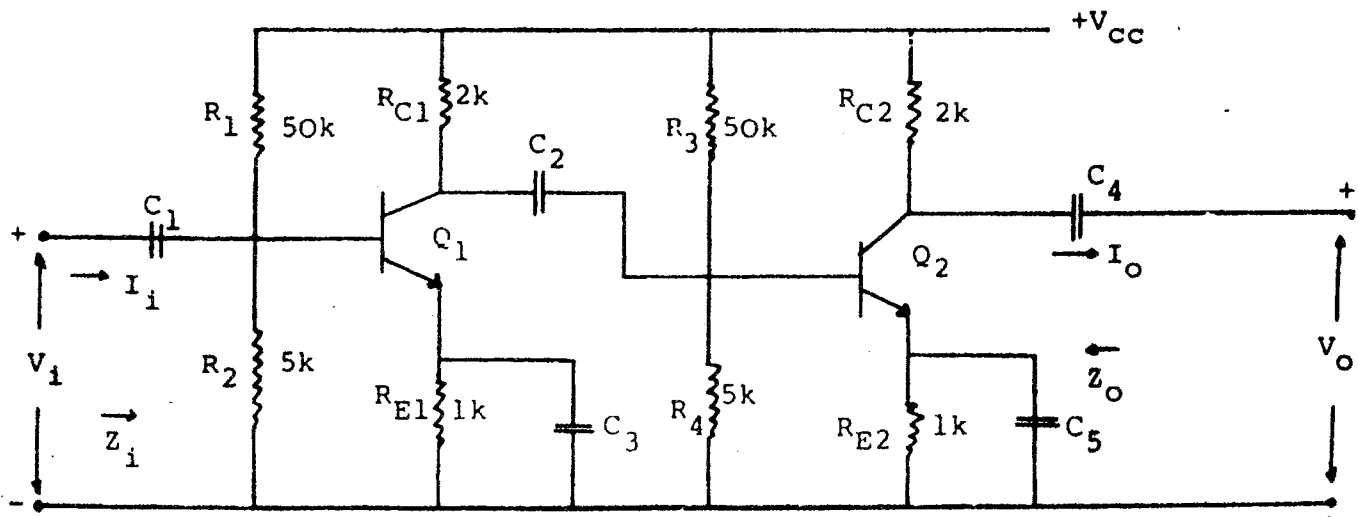 +VCC
R1 50k
RC1 2k
R3 50k
RC2 2k
C2
C1
C4
+
+
Q1
Q2
Ii
Io
Vi
R2 5k
Zi
RE1 1k
C3
R4 5k
RE2 1k
C5
Zo
Vo
-